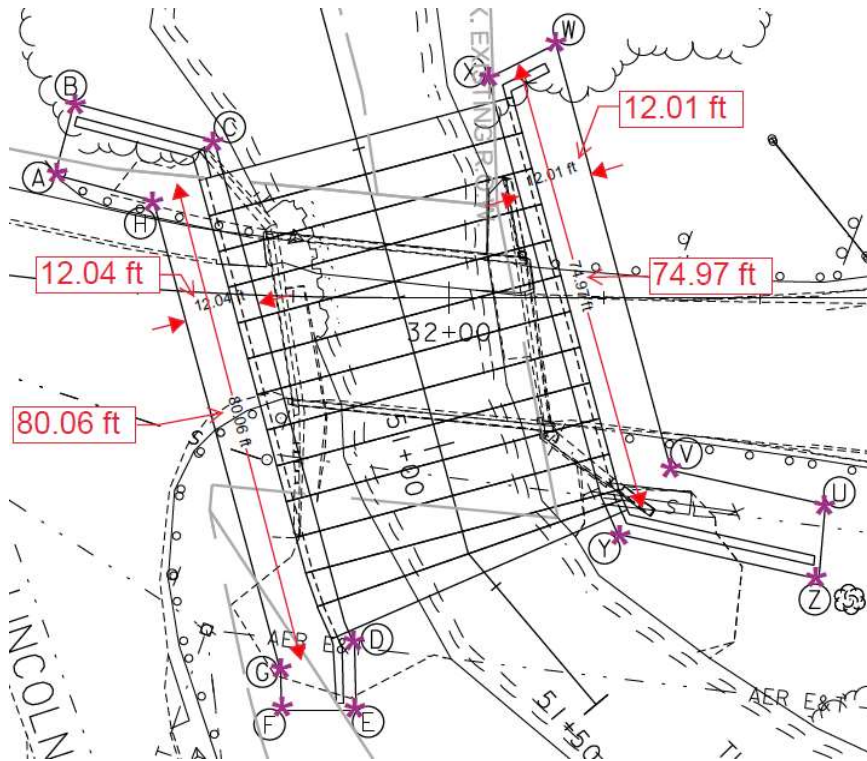 K. EXISTING R.O.W.
W
X
B
12.01 ft
C
12.01 ft
A
H
12.04 ft
12.04 ft
74.97 ft
74.97 ft
32+00
80.06 ft
80.06 ft
S
51+00
V
U
S
Y
Z
AER E&T
D
G
AER E&T
F
E
51+50
LINCOLN